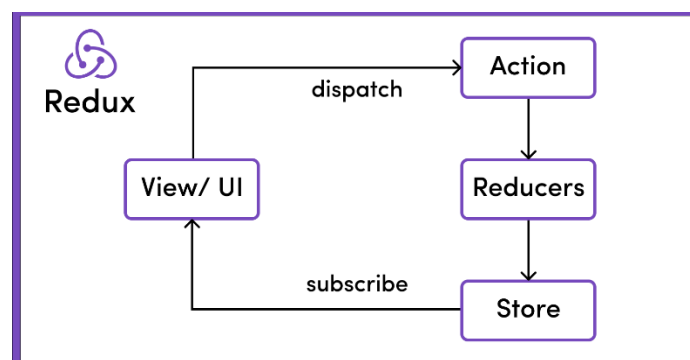 Redux
dispatch
Action
View/ UI
Reducers
subscribe
Store